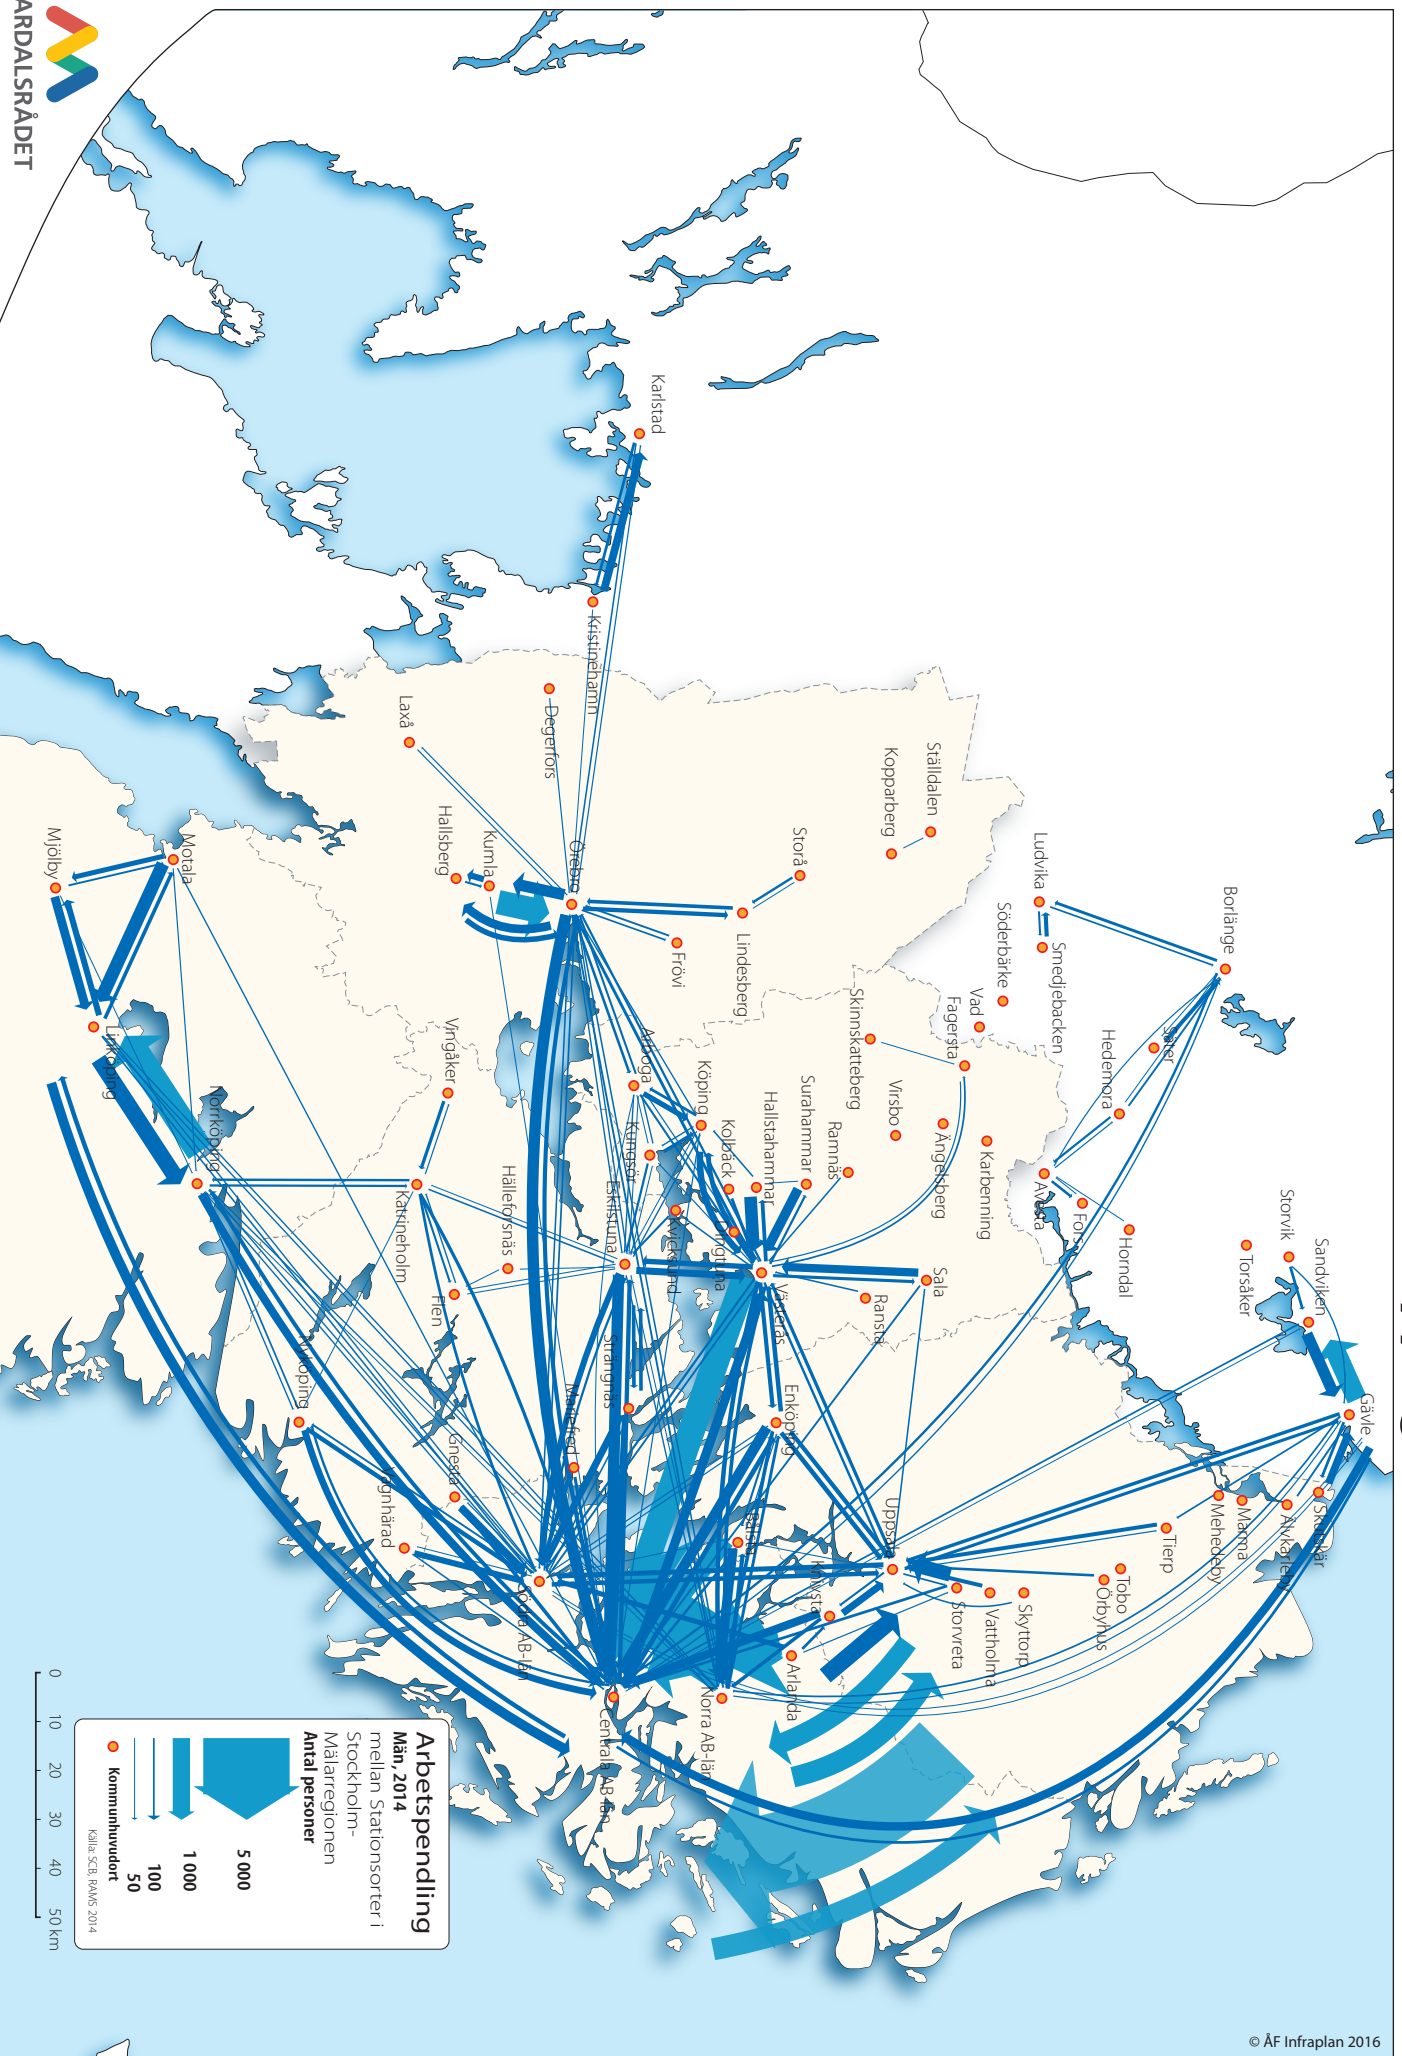 ARDALSRÅDET
© ÅF Infraplan 2016
Karlstad
Kristinehamn
Degerfors
Laxå
Ställdalen
Kopparberg
Storå
Hallsberg
Kumla
Örebro
Lindesberg
Frövi
Ludvika
Smedjebacken
Söderbärke
Vad
Fagersta
Borlänge
Säter
Hedemora
Skinnskatteberg
Virsbo
Ängelsberg
Karbenning
Avesta
Fors
Horndal
Storvik
Sandviken
Torsåker
Gävle
Motala
Mjölby
Linköping
Norrköping
Vingåker
Katrineholm
Arboga
Köping
Kungsör
Kolbäck
Hallstahammar
Surahammar
Ramnäs
Hälleforsnäs
Eskilstuna
Kvicksund
Dingtuna
Västerås
Ransta
Sala
Flen
Nyköping
Strängnäs
Mariefred
Enköping
Gnesta
Vagnhärad
Bålsta
Knivsta
Uppsala
Storvreta
Vattholma
Skyttorp
Örbyhus
Tobo
Tierp
Mehedeby
Marma
Älvkarleby
Skutskär
Södra AB-län
Centrala AB-län
Norra AB-län
Arlanda
Arbetspendling
Män, 2014
mellan Stationsorter i
Stockholm-
Mälarregionen
Antal personer
5 000
1 000
100
50
Kommunhuvudort
Källa: SCB, RAMS 2014
0 10 20 30 40 50 km